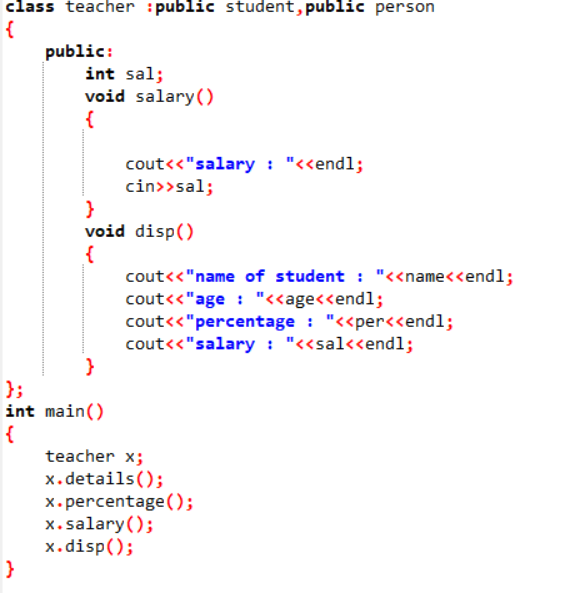 class teacher :public student,public person
{
    public:
        int sal;
        void salary()
        {

            cout<<"salary : "<<endl;
            cin>>sal;
        }
        void disp()
        {
            cout<<"name of student : "<<name<<endl;
            cout<<"age : "<<age<<endl;
            cout<<"percentage : "<<per<<endl;
            cout<<"salary : "<<sal<<endl;
        }
};
int main()
{
    teacher x;
    x.details();
    x.percentage();
    x.salary();
    x.disp();
}